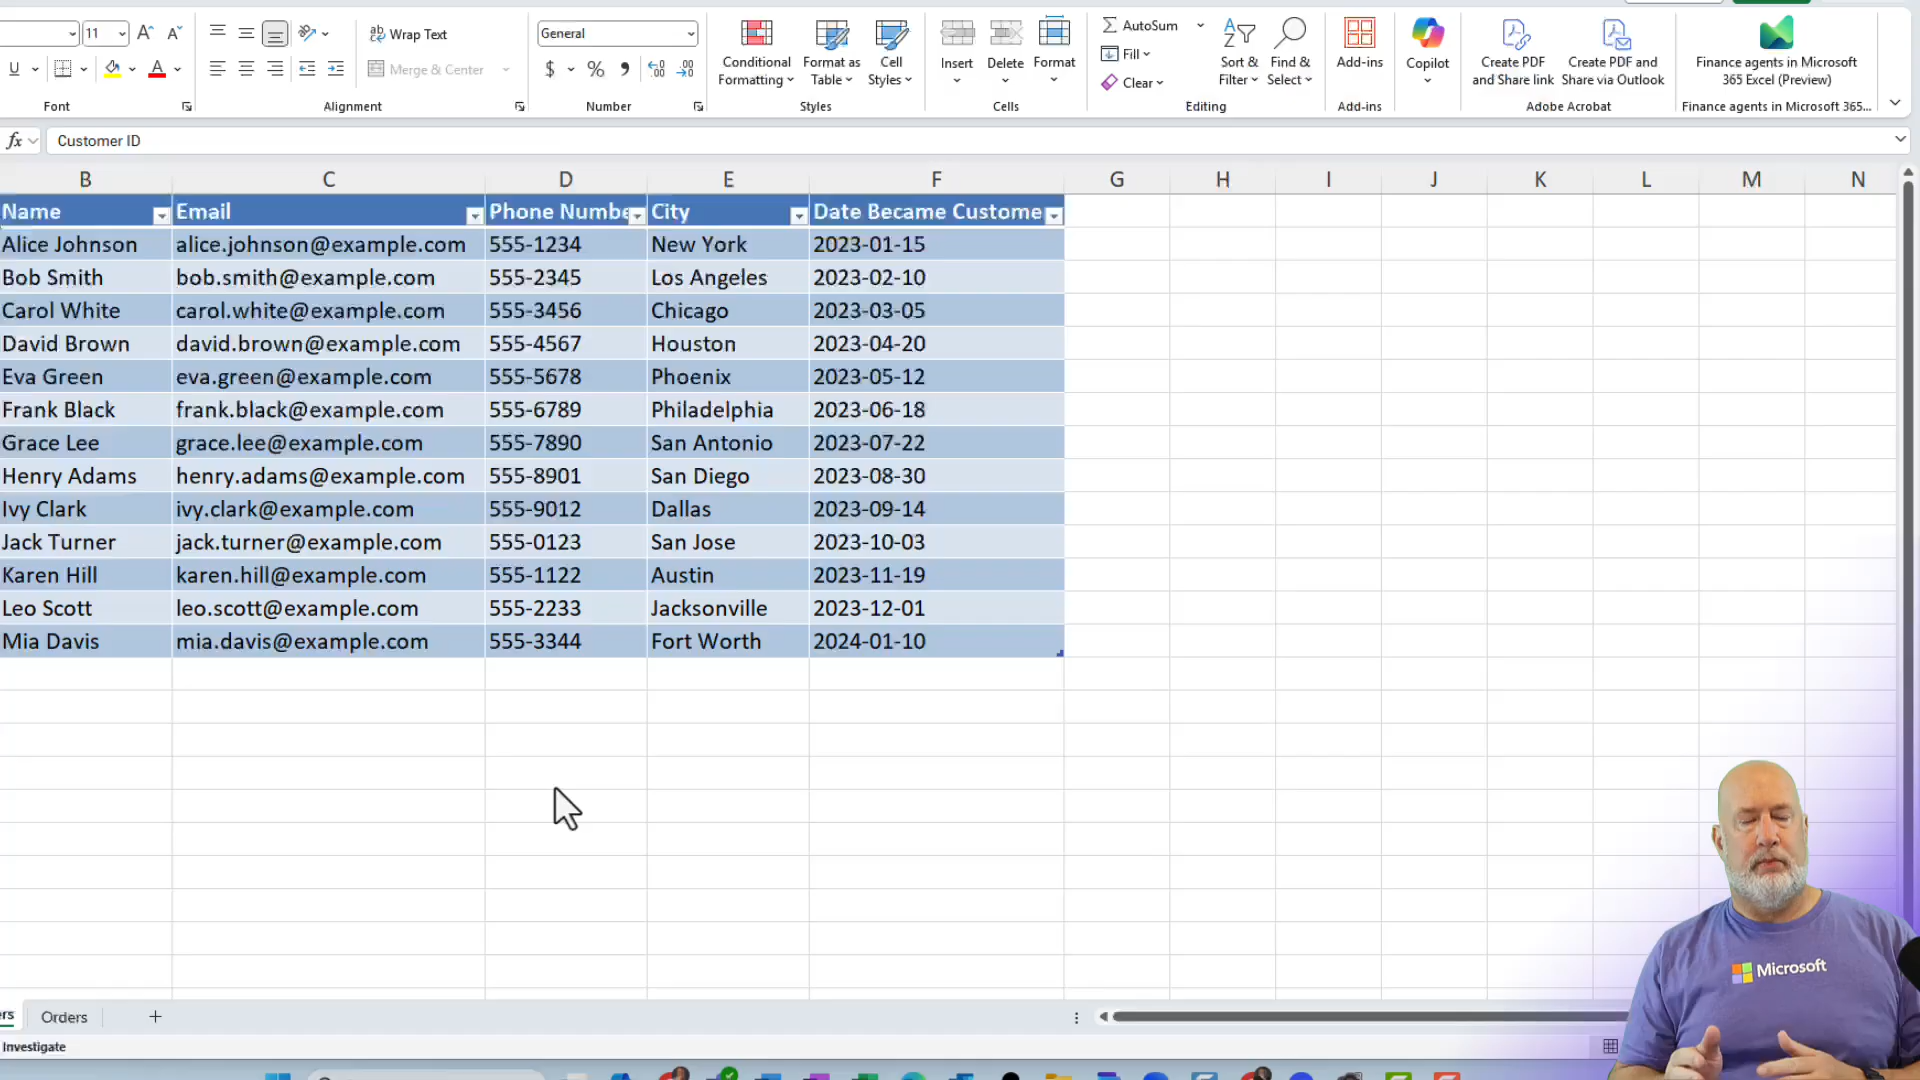 11 A^ A˅ ab Wrap Text General AutoSum
U A Merge & Center $ % , Conditional Formatting Format as Table Cell Styles Insert Delete Format Fill Clear Sort & Filter Find & Select Add-ins Copilot Create PDF and Share link Create PDF and Share via Outlook Finance agents in Microsoft 365 Excel (Preview)
Font Alignment Number Styles Cells Editing Add-ins Adobe Acrobat Finance agents in Microsoft 365...
fx Customer ID
B C D E F G H I J K L M N
Name Email Phone Numbe City Date Became Custome
Alice Johnson alice.johnson@example.com 555-1234 New York 2023-01-15
Bob Smith bob.smith@example.com 555-2345 Los Angeles 2023-02-10
Carol White carol.white@example.com 555-3456 Chicago 2023-03-05
David Brown david.brown@example.com 555-4567 Houston 2023-04-20
Eva Green eva.green@example.com 555-5678 Phoenix 2023-05-12
Frank Black frank.black@example.com 555-6789 Philadelphia 2023-06-18
Grace Lee grace.lee@example.com 555-7890 San Antonio 2023-07-22
Henry Adams henry.adams@example.com 555-8901 San Diego 2023-08-30
Ivy Clark ivy.clark@example.com 555-9012 Dallas 2023-09-14
Jack Turner jack.turner@example.com 555-0123 San Jose 2023-10-03
Karen Hill karen.hill@example.com 555-1122 Austin 2023-11-19
Leo Scott leo.scott@example.com 555-2233 Jacksonville 2023-12-01
Mia Davis mia.davis@example.com 555-3344 Fort Worth 2024-01-10
Microsoft
ers Orders +
Investigate